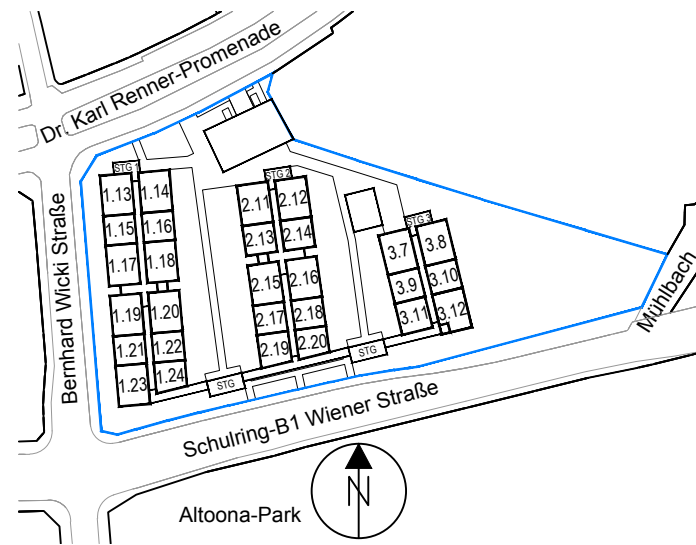 Dr. Karl Renner-Promenade
Bernhard Wicki Straße
STG 1
1.13 1.14
1.15 1.16
1.17 1.18
1.19 1.20
1.21 1.22
1.23 1.24
STG 2
2.11 2.12
2.13 2.14
2.15 2.16
2.17 2.18
2.19 2.20
STG 3
3.7 3.8
3.9 3.10
3.11 3.12
STG
STG
Mühlbach
Schulring-B1 Wiener Straße
Altoona-Park
N